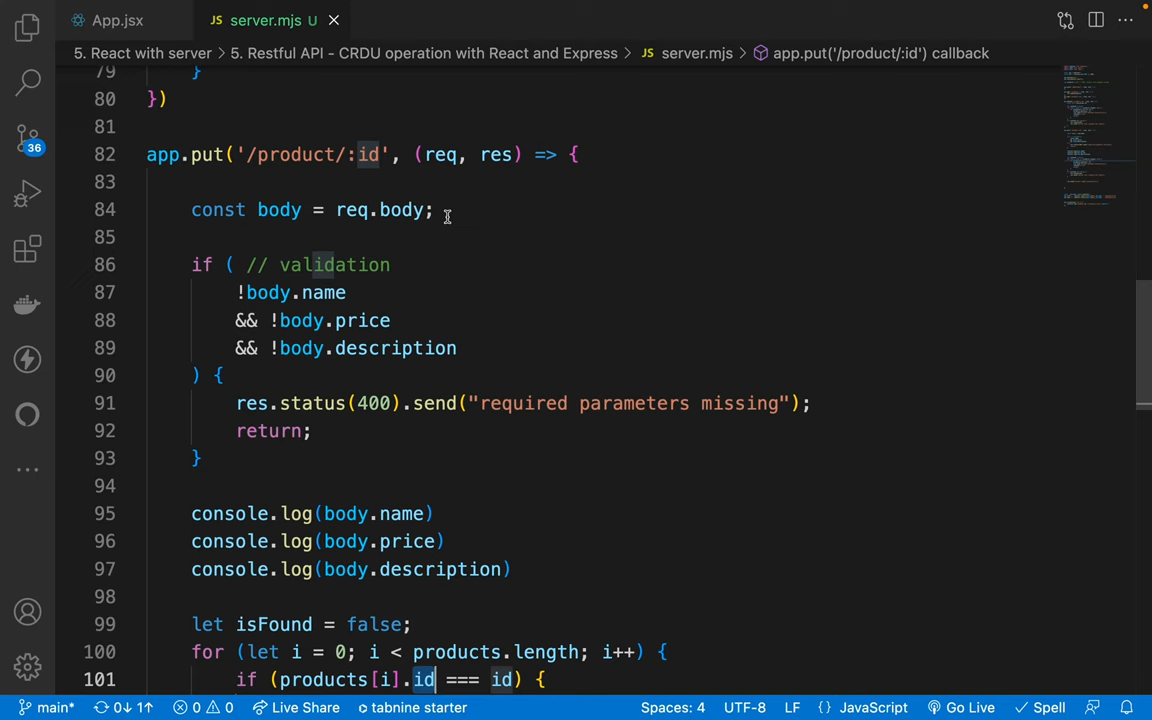 App.jsx
JS server.mjs U
5. React with server > 5. Restful API - CRDU operation with React and Express > JS server.mjs > app.put('/product/:id') callback
79 }
80 })
81
82 app.put('/product/:id', (req, res) => {
83
84 const body = req.body;
85
86 if ( // validation
87 !body.name
88 && !body.price
89 && !body.description
90 ) {
91 res.status(400).send("required parameters missing");
92 return;
93 }
94
95 console.log(body.name)
96 console.log(body.price)
97 console.log(body.description)
98
99 let isFound = false;
100 for (let i = 0; i < products.length; i++) {
101 if (products[i].id === id) {
36
main* 0↓ 1↑ 0 0 Live Share tabnine starter Spaces: 4 UTF-8 LF {} JavaScript Go Live Spell